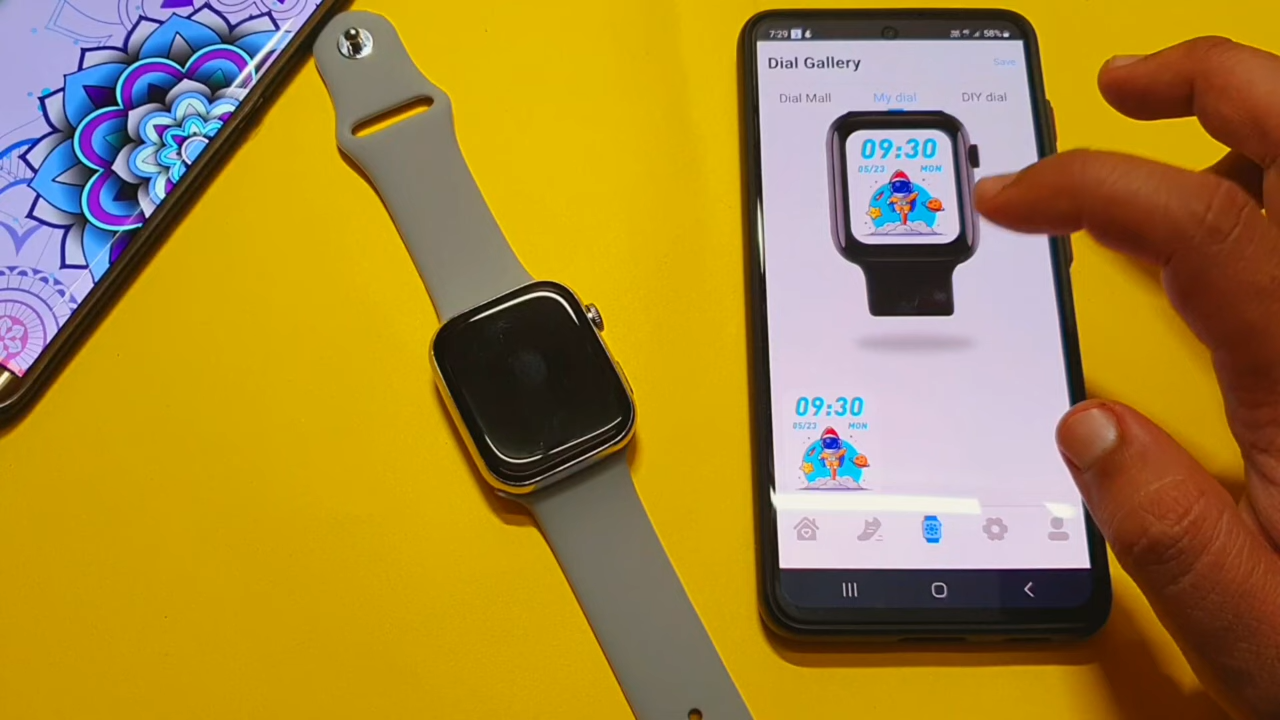 7:29
58%
Dial Gallery
Save
Dial Mall
My dial
DIY dial
09:30
05/23 MON
09:30
05/23 MON